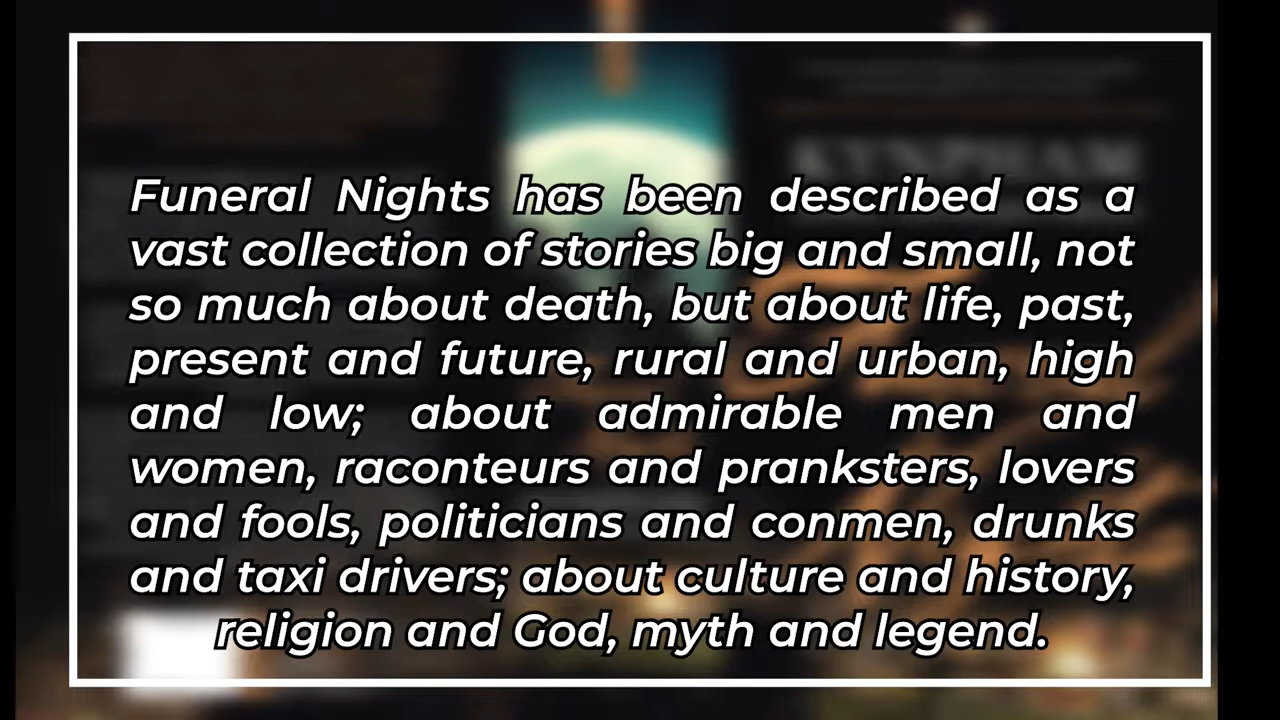 KYNPHAM
Funeral Nights has been described as a
vast collection of stories big and small, not
so much about death, but about life, past,
present and future, rural and urban, high
and low; about admirable men and
women, raconteurs and pranksters, lovers
and fools, politicians and conmen, drunks
and taxi drivers; about culture and history,
religion and God, myth and legend.